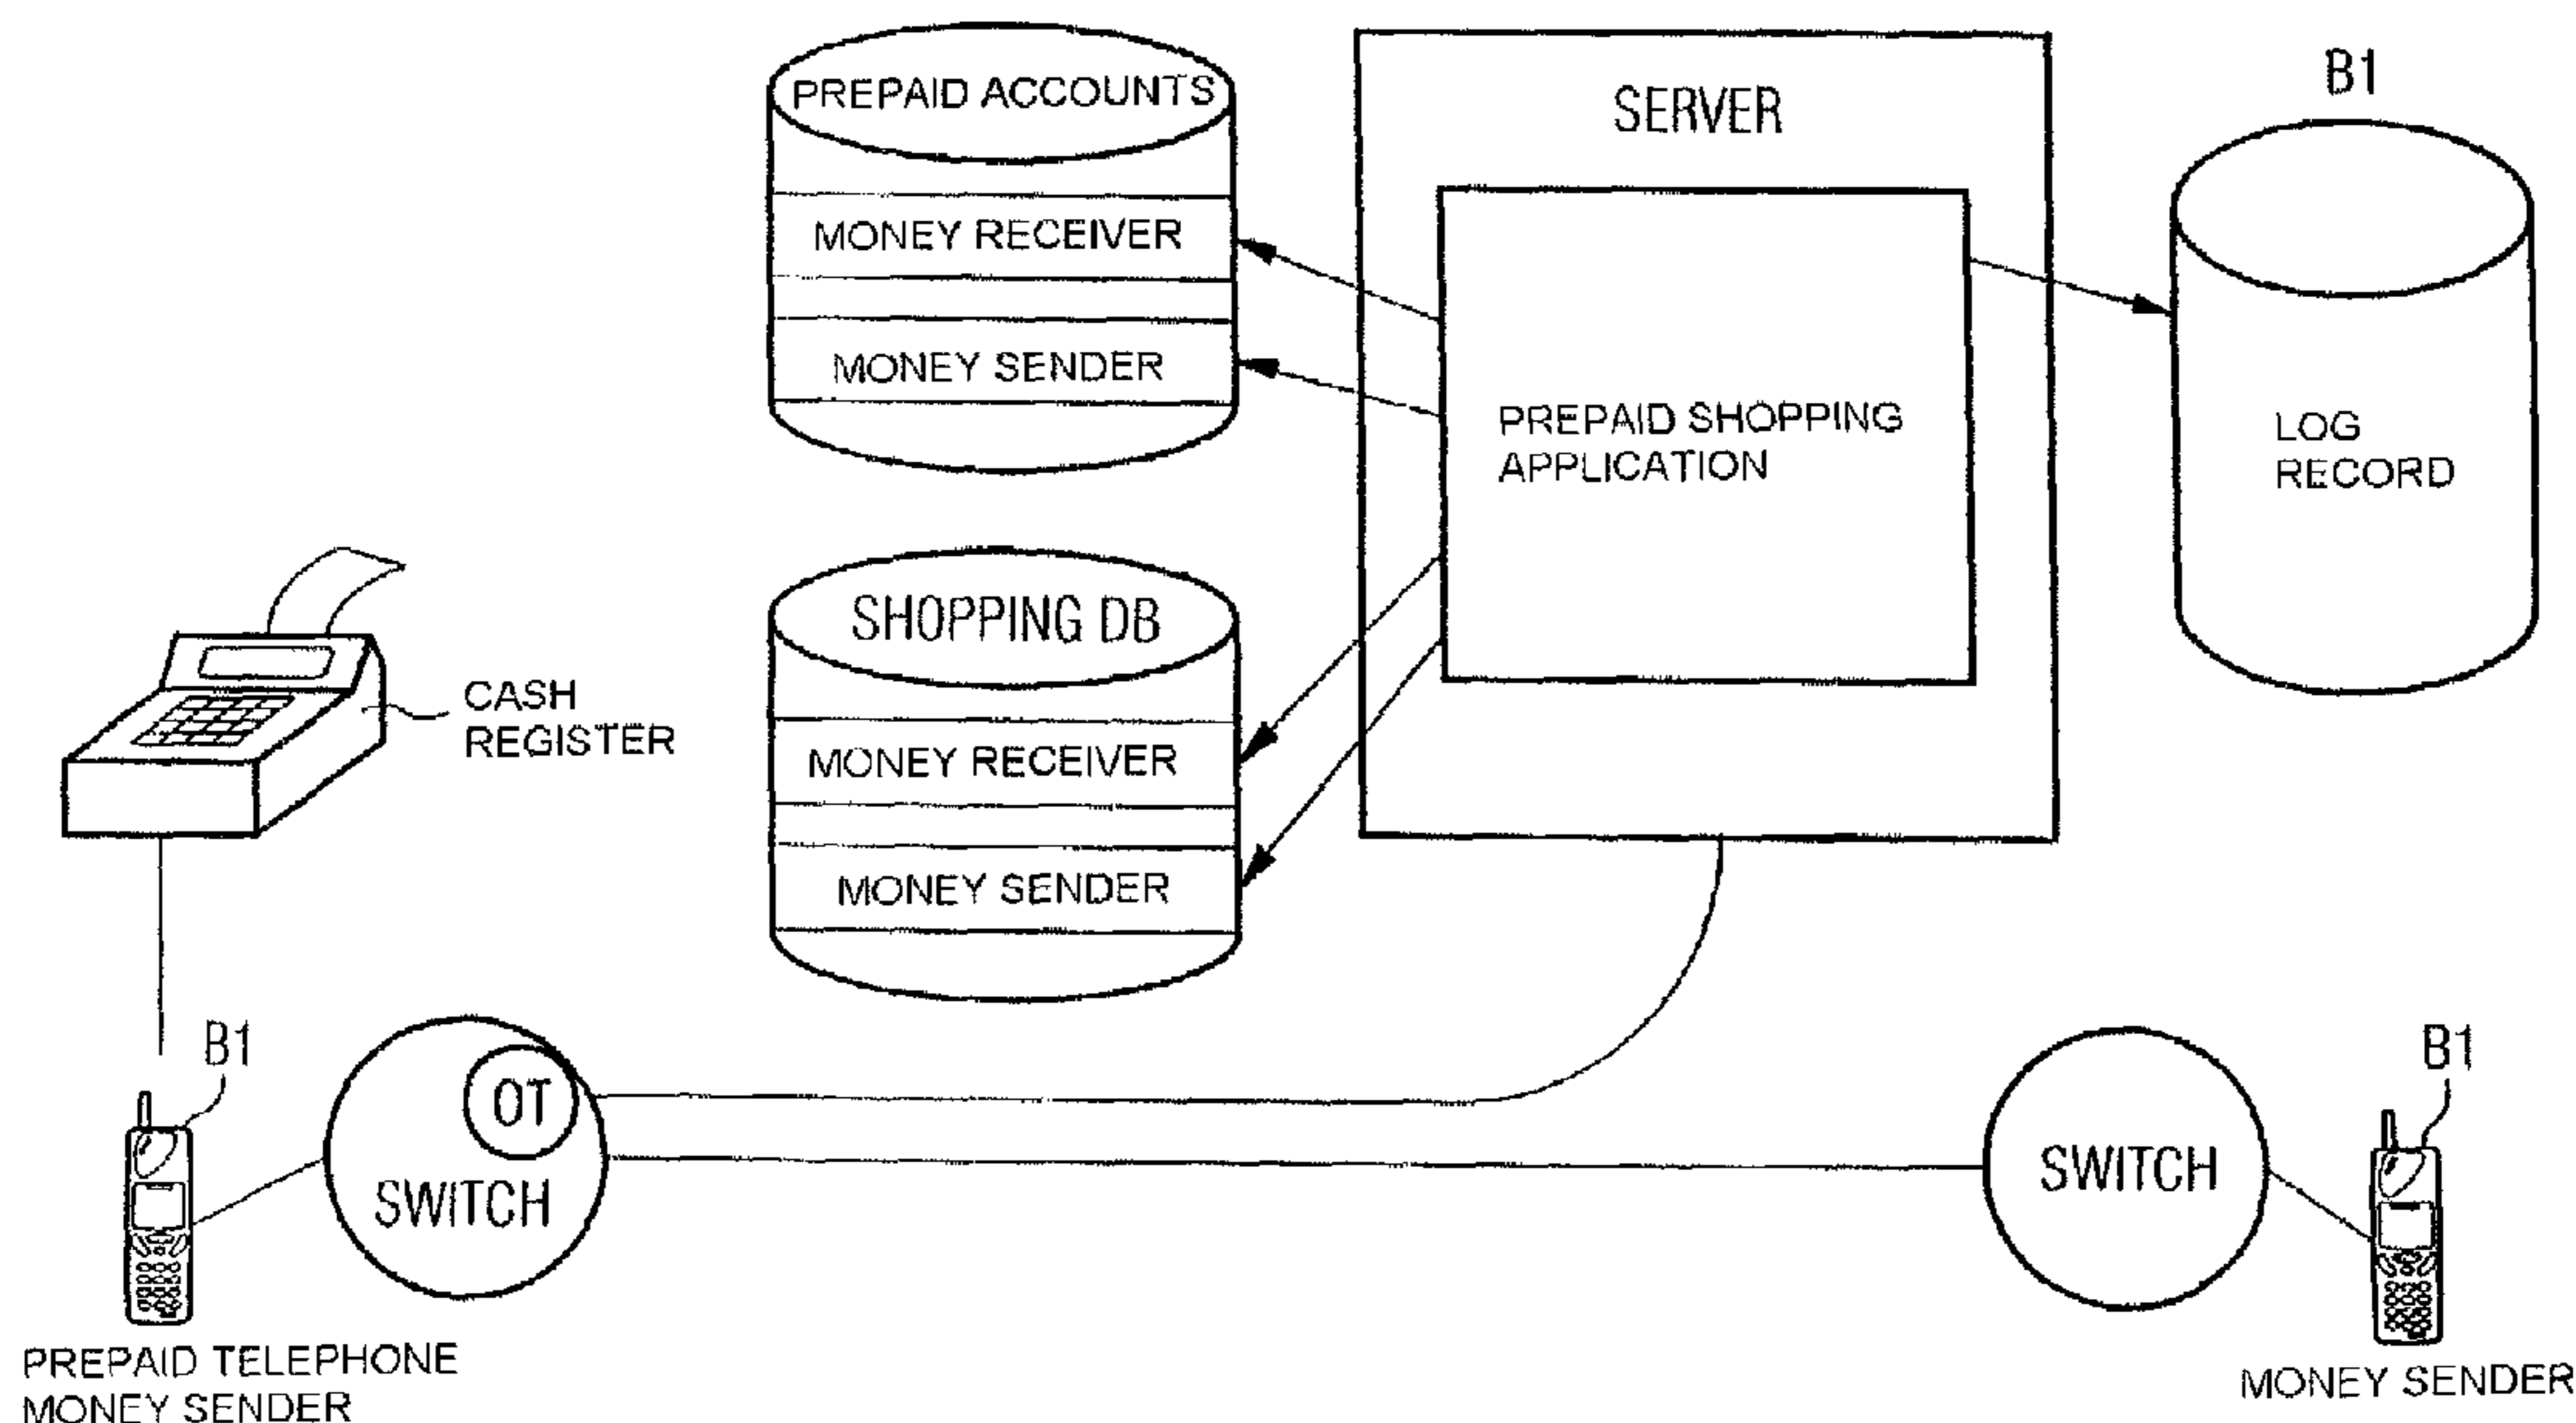 PREPAID ACCOUNTS
MONEY RECEIVER
MONEY SENDER
SERVER
PREPAID SHOPPING
APPLICATION
B1
LOG
RECORD
SHOPPING DB
MONEY RECEIVER
MONEY SENDER
CASH
REGISTER
B1
OT
SWITCH
SWITCH
B1
PREPAID TELEPHONE
MONEY SENDER
MONEY SENDER